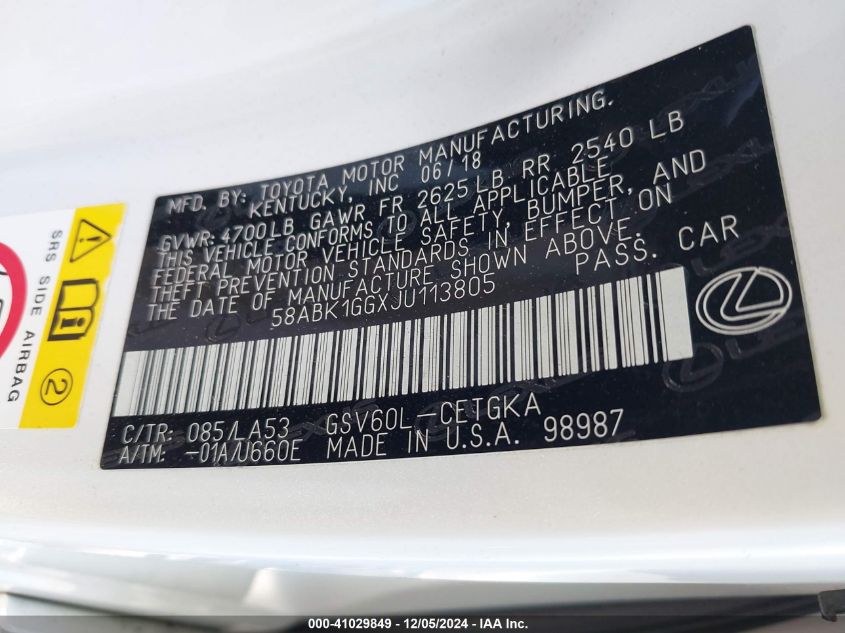 MFD. BY: TOYOTA MOTOR MANUFACTURING.
KENTUCKY, INC 06/18
GVWR: 4700LB GAWR FR 2625LB RR 2540 LB
THIS VEHICLE CONFORMS TO ALL APPLICABLE
FEDERAL MOTOR VEHICLE SAFETY, BUMPER, AND
THEFT PREVENTION STANDARDS IN EFFECT ON
THE DATE OF MANUFACTURE SHOWN ABOVE.
58ABK1GGXJU113805 PASS. CAR
C/TR: 085/LA53 GSV60L-CETGKA
A/TM: -01A/U660E MADE IN U.S.A. 98987
SRS SIDE AIRBAG
2
000-41029849 - 12/05/2024 - IAA Inc.